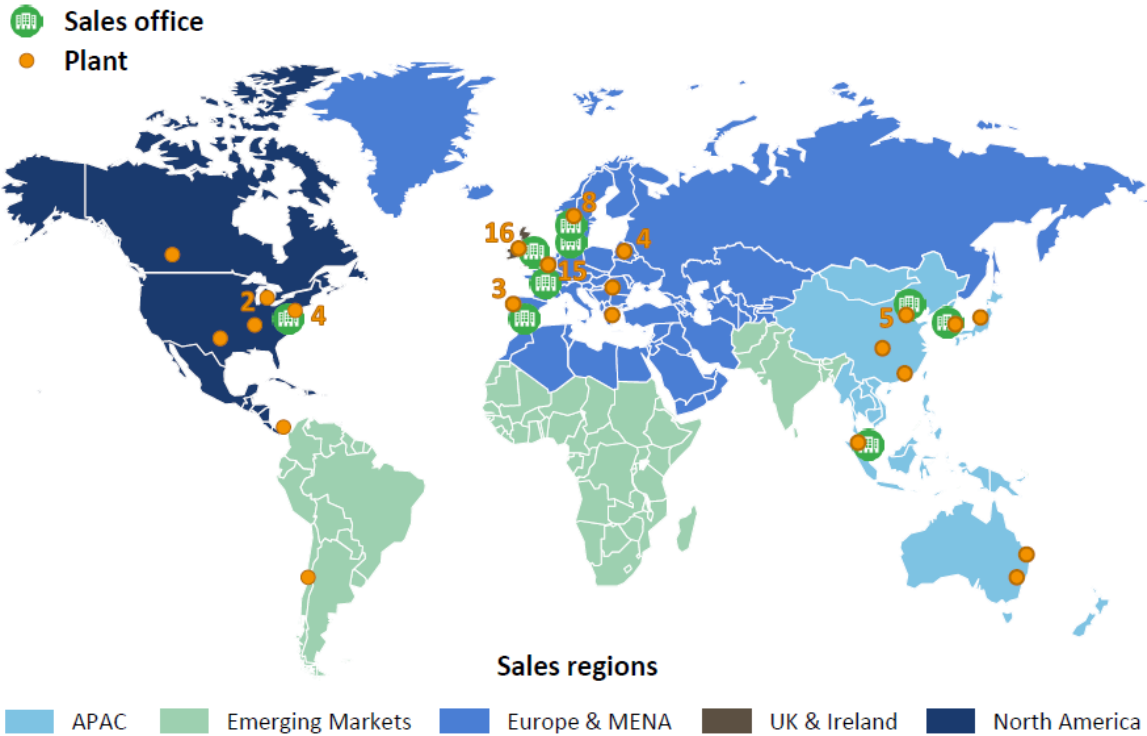 Sales office
Plant
8
16
4
15
3
2
4
5
Sales regions
APAC
Emerging Markets
Europe & MENA
UK & Ireland
North America